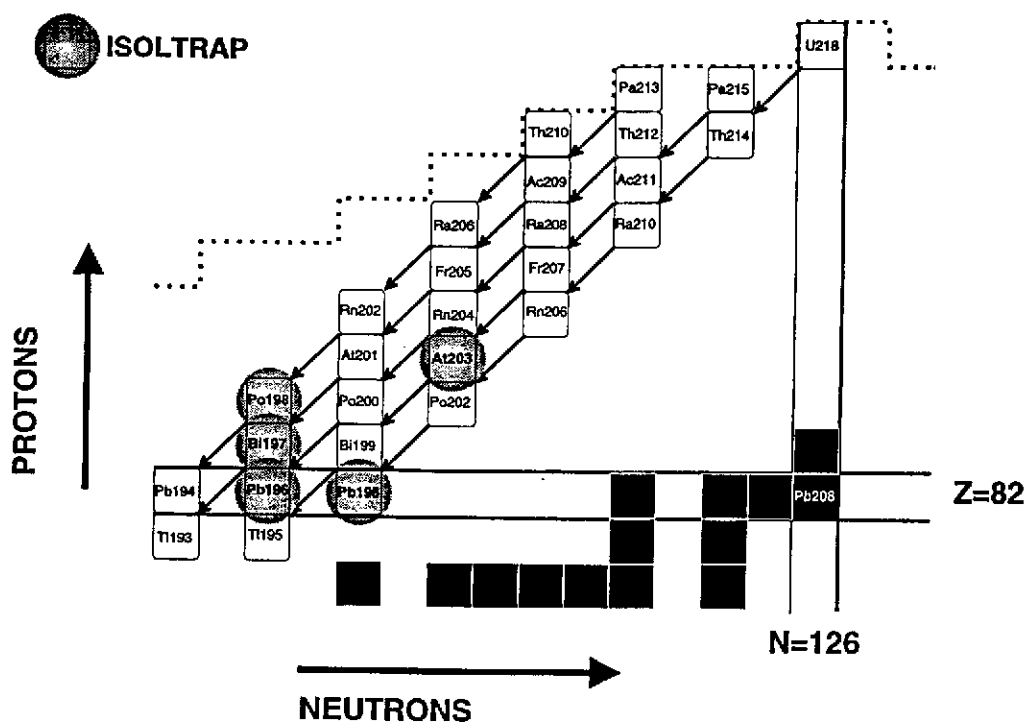 ISOLTRAP
U218
Pa213
Pa215
Th210
Th212
Th214
Ac209
Ac211
Ra206
Ra208
Ra210
Fr205
Fr207
Rn202
Rn204
Rn206
At201
At203
Po198
Po200
Po202
Bi197
Bi199
Pb194
Pb196
Pb198
Pb208
Z=82
Tl193
Tl195
PROTONS
N=126
NEUTRONS